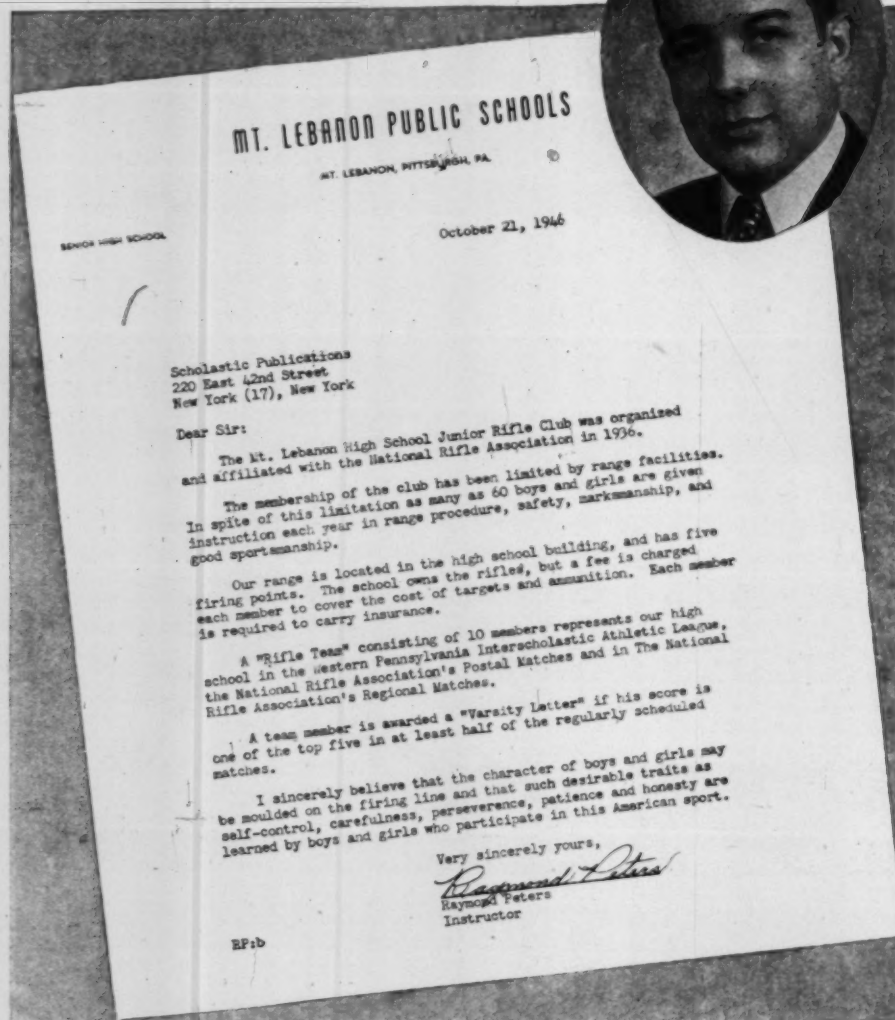 MT. LEBANON PUBLIC SCHOOLS
MT. LEBANON, PITTSBURGH, PA.
SENIOR HIGH SCHOOL
October 21, 1946
Scholastic Publications
220 East 42nd Street
New York (17), New York
Dear Sir:
The Mt. Lebanon High School Junior Rifle Club was organized
and affiliated with the National Rifle Association in 1936.
The membership of the club has been limited by range facilities.
In spite of this limitation as many as 60 boys and girls are given
instruction each year in range procedure, safety, marksmanship, and
good sportsmanship.
Our range is located in the high school building, and has five
firing points. The school owns the rifles, but a fee is charged
each member to cover the cost of targets and ammunition. Each member
is required to carry insurance.
A "Rifle Team" consisting of 10 members represents our high
school in the Western Pennsylvania Interscholastic Athletic League,
the National Rifle Association's Postal Matches and in The National
Rifle Association's Regional Matches.
A team member is awarded a "Varsity Letter" if his score is
one of the top five in at least half of the regularly scheduled
matches.
I sincerely believe that the character of boys and girls may
be moulded on the firing line and that such desirable traits as
self-control, carefulness, perseverence, patience and honesty are
learned by boys and girls who participate in this American sport.
Very sincerely yours,
Raymond Peters
Raymond Peters
Instructor
RP:b